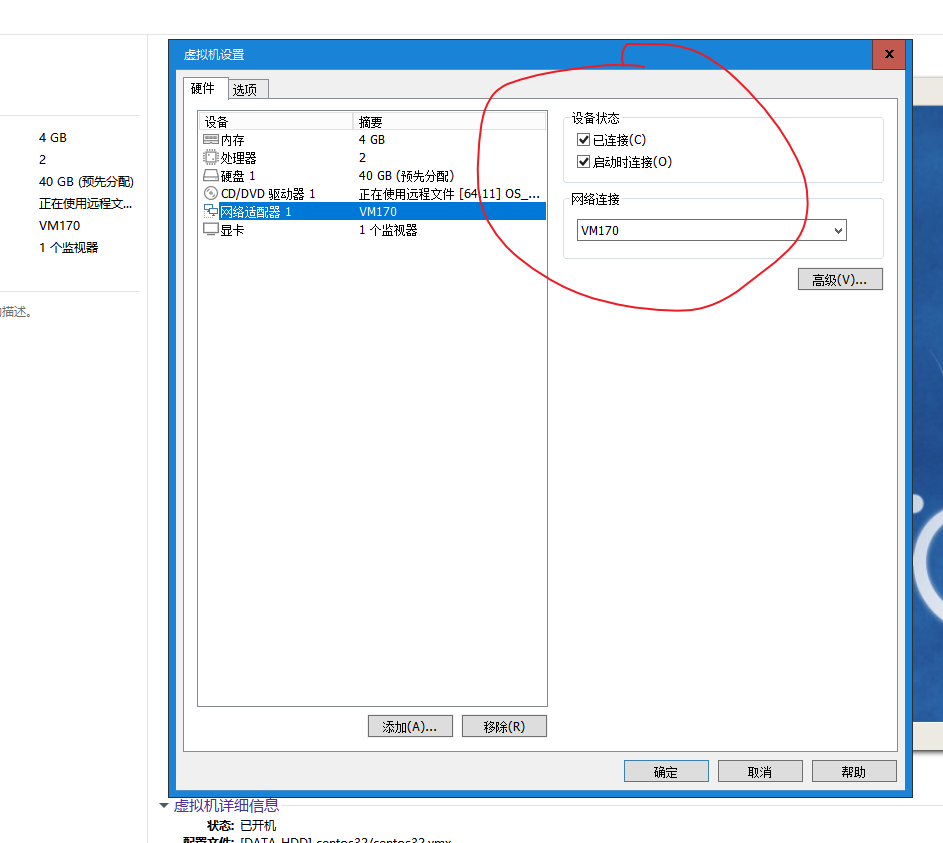 虚拟机设置
x
硬件
选项
设备
摘要
内存
4 GB
处理器
2
硬盘 1
40 GB (预先分配)
CD/DVD 驱动器 1
正在使用远程文件 [64.11] OS_...
网络适配器 1
VM170
显卡
1 个监视器
设备状态
已连接(C)
启动时连接(O)
网络连接
VM170
高级(V)...
添加(A)...
移除(R)
确定
取消
帮助
4 GB
2
40 GB (预先分配)
正在使用远程文...
VM170
1 个监视器
描述。
虚拟机详细信息
状态: 已开机
配置文件: [DATA-HDD] centos32/centos32.vmx